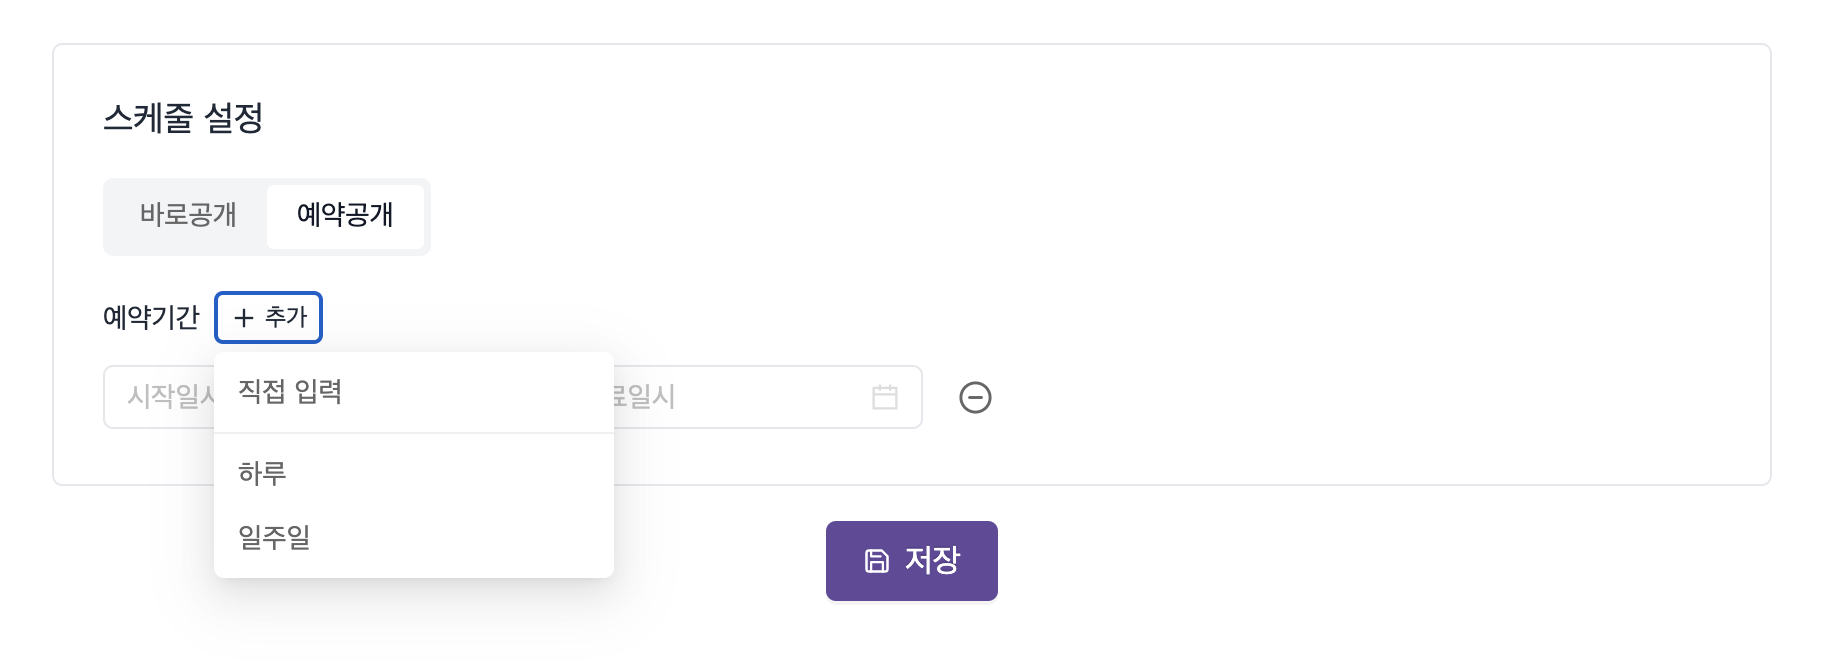 스케줄 설정
바로공개 예약공개
예약기간 + 추가
시작일시 료일시
직접 입력
하루
일주일
저장